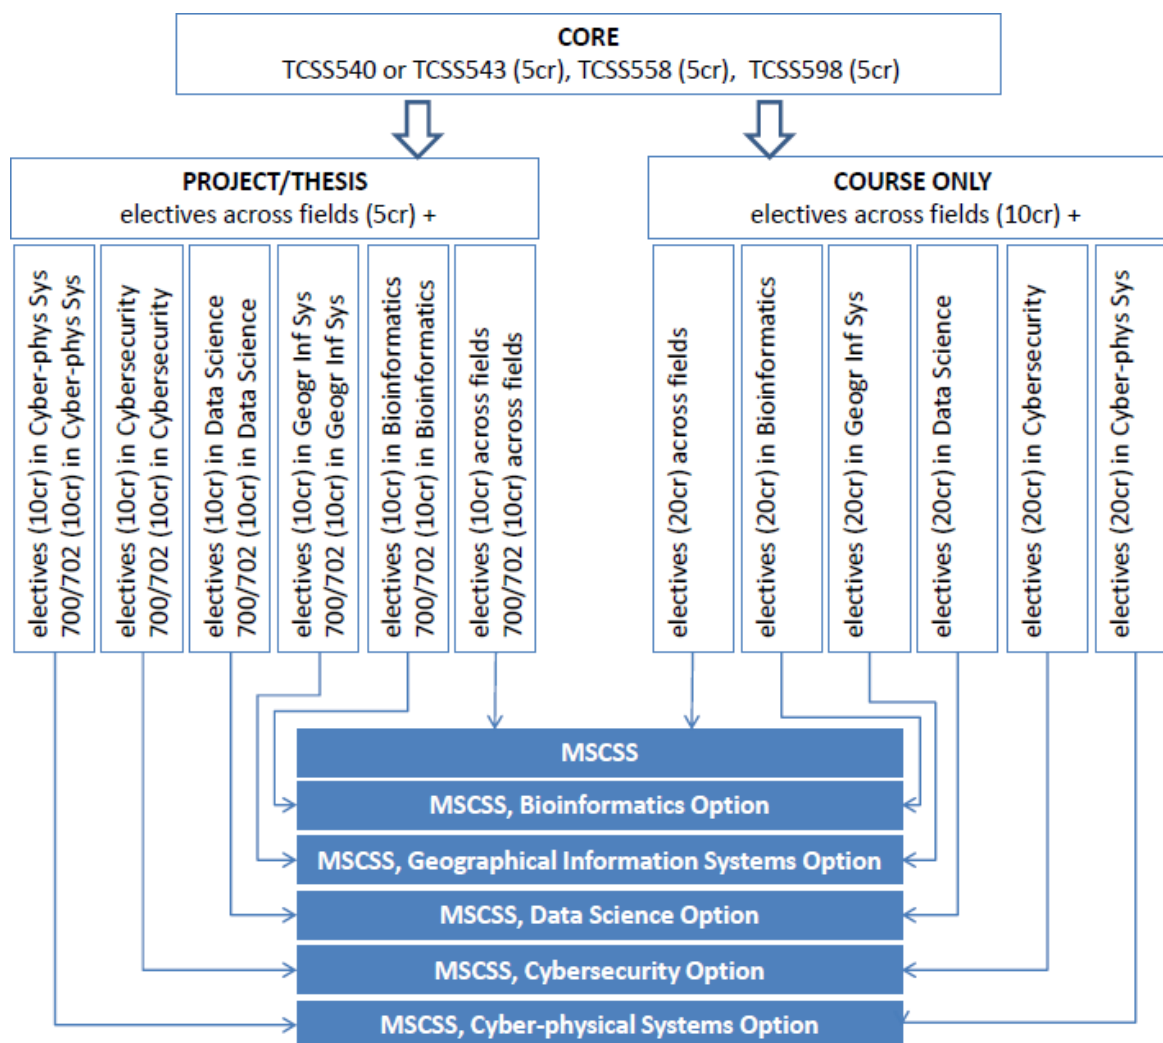 CORE
TCSS540 or TCSS543 (5cr), TCSS558 (5cr), TCSS598 (5cr)
PROJECT/THESIS
electives across fields (5cr) +
COURSE ONLY
electives across fields (10cr) +
electives (10cr) in Cyber-phys Sys
700/702 (10cr) in Cyber-phys Sys
electives (10cr) in Cybersecurity
700/702 (10cr) in Cybersecurity
electives (10cr) in Data Science
700/702 (10cr) in Data Science
electives (10cr) in Geogr Inf Sys
700/702 (10cr) in Geogr Inf Sys
electives (10cr) in Bioinformatics
700/702 (10cr) in Bioinformatics
electives (10cr) across fields
700/702 (10cr) across fields
electives (20cr) across fields
electives (20cr) in Bioinformatics
electives (20cr) in Geogr Inf Sys
electives (20cr) in Data Science
electives (20cr) in Cybersecurity
electives (20cr) in Cyber-phys Sys
MSCSS
MSCSS, Bioinformatics Option
MSCSS, Geographical Information Systems Option
MSCSS, Data Science Option
MSCSS, Cybersecurity Option
MSCSS, Cyber-physical Systems Option